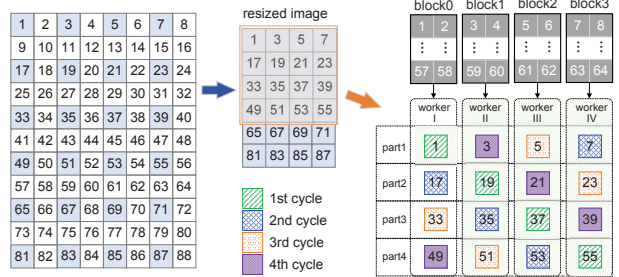 1 2 3 4 5 6 7 8
9 10 11 12 13 14 15 16
17 18 19 20 21 22 23 24
25 26 27 28 29 30 31 32
33 34 35 36 37 38 39 40
41 42 43 44 45 46 47 48
49 50 51 52 53 54 55 56
57 58 59 60 61 62 63 64
65 66 67 68 69 70 71 72
73 74 75 76 77 78 79 80
81 82 83 84 85 86 87 88
resized image
1 3 5 7
17 19 21 23
33 35 37 39
49 51 53 55
65 67 69 71
81 83 85 87
1st cycle
2nd cycle
3rd cycle
4th cycle
block0 block1 block2 block3
1 2 3 4 5 6 7 8
57 58 59 60 61 62 63 64
worker worker worker worker
I II III IV
part1 1 3 5 7
part2 17 19 21 23
part3 33 35 37 39
part4 49 51 53 55